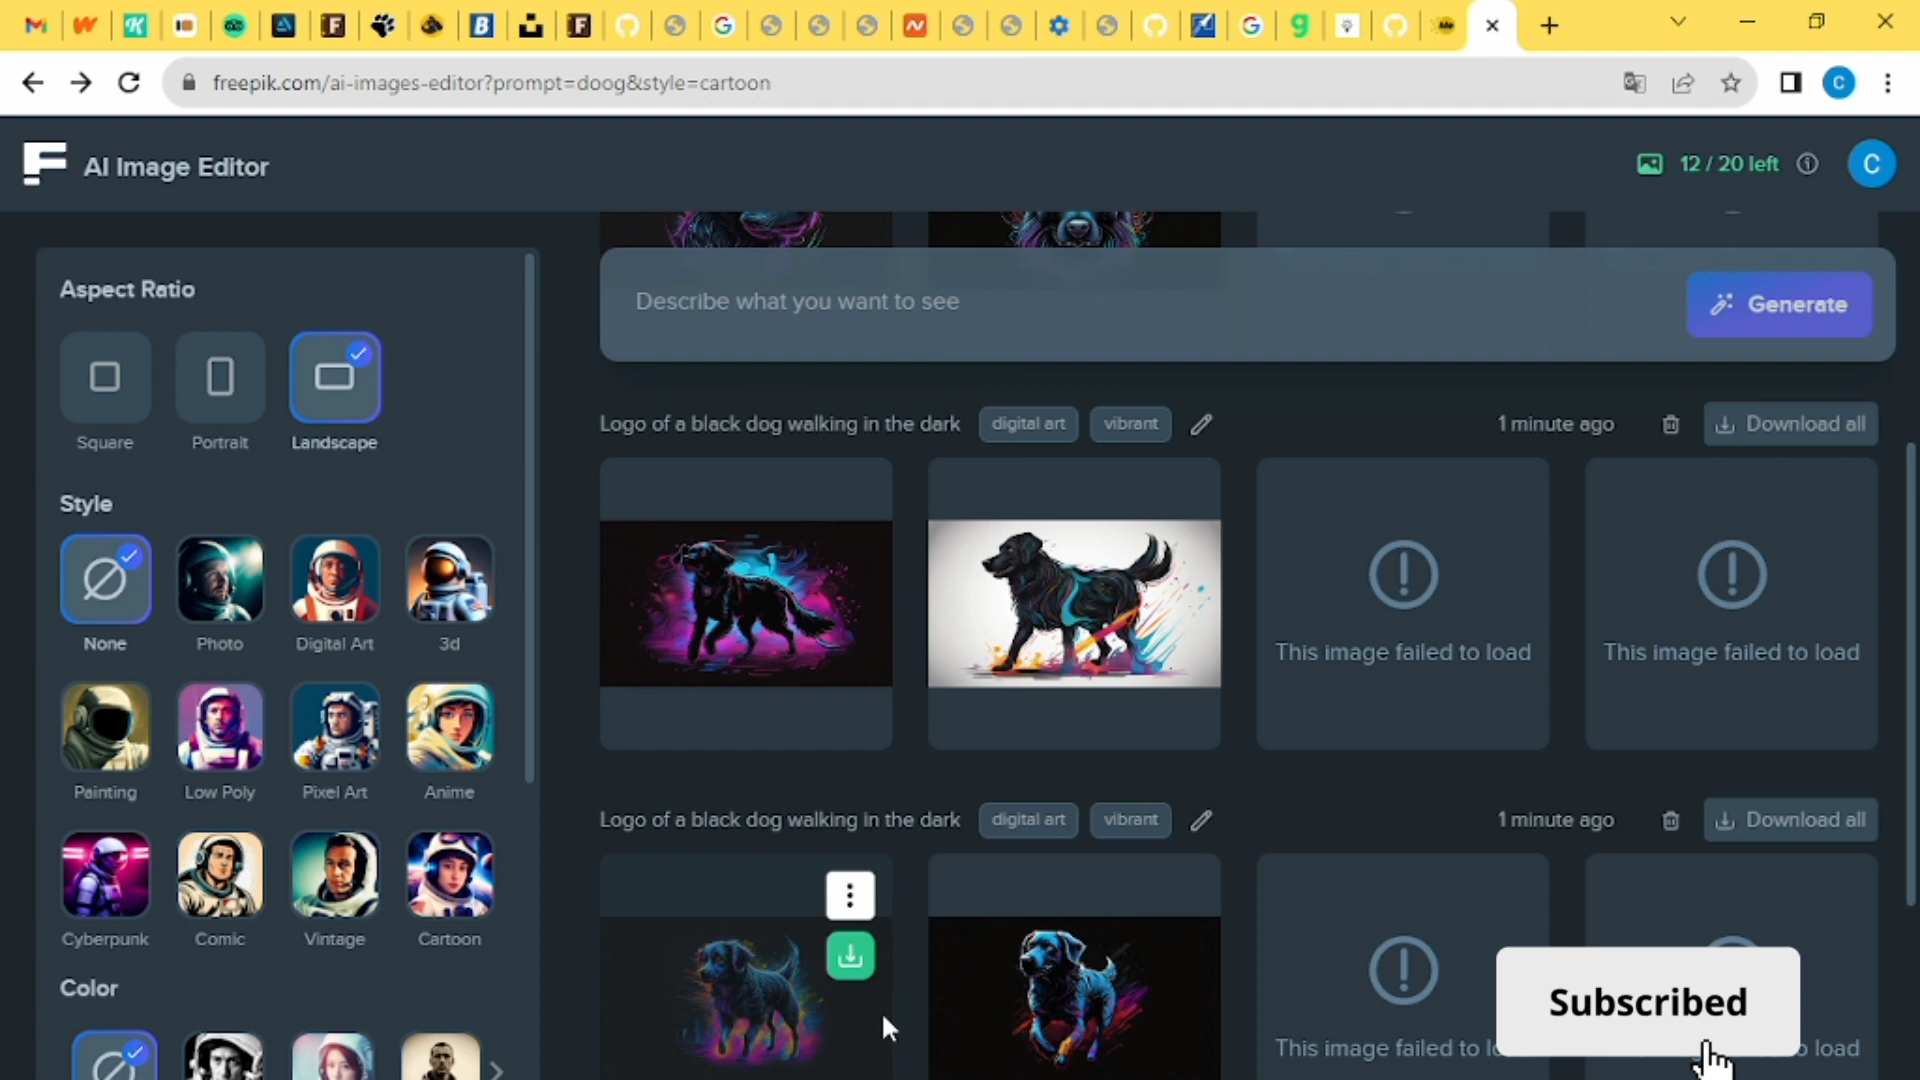 freepik.com/ai-images-editor?prompt=doog&style=cartoon
C
AI Image Editor
12 / 20 left
C
Aspect Ratio
Square
Portrait
Landscape
Style
None
Photo
Digital Art
3d
Painting
Low Poly
Pixel Art
Anime
Cyberpunk
Comic
Vintage
Cartoon
Color
Describe what you want to see
Generate
Logo of a black dog walking in the dark
digital art
vibrant
1 minute ago
Download all
This image failed to load
This image failed to load
Logo of a black dog walking in the dark
digital art
vibrant
1 minute ago
Download all
This image failed to
load
Subscribed